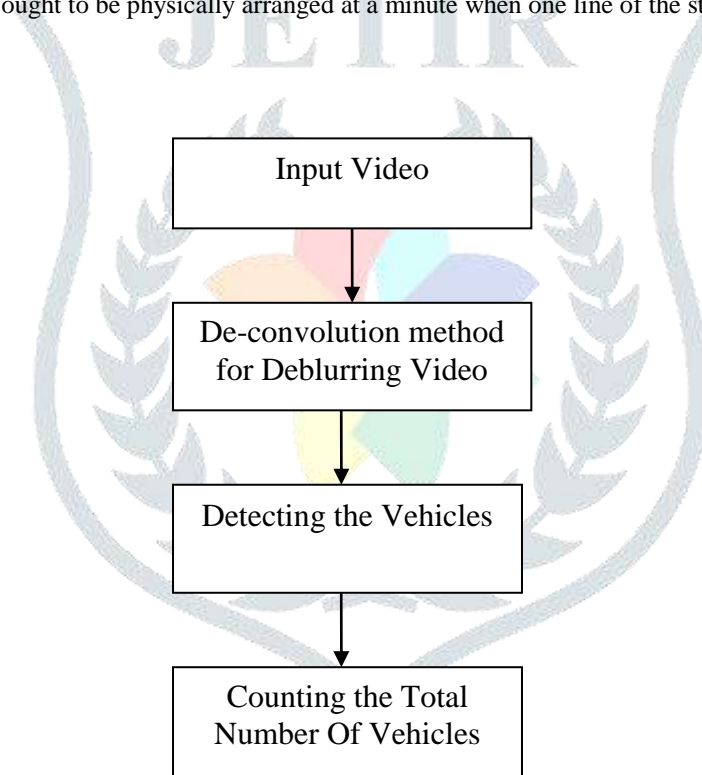 ought to be physically arranged at a minute when one line of the st
JETIR
Input Video
De-convolution method
for Deblurring Video
Detecting the Vehicles
Counting the Total
Number Of Vehicles